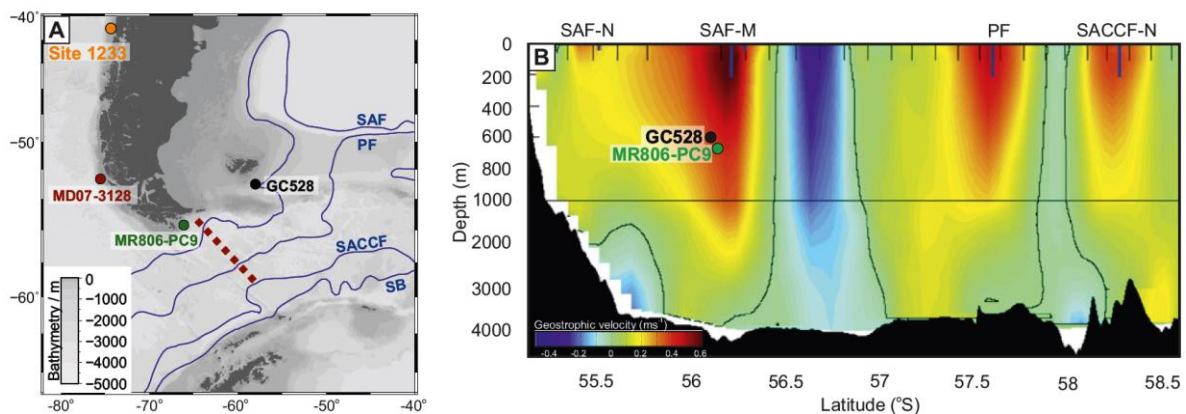 A
−40°
−50°
−60°
−80°
−70°
−60°
−50°
−40°
Site 1233
SAF
PF
GC528
MD07-3128
MR806-PC9
SACCF
SB
Bathymetry / m
0
−1000
−2000
−3000
−4000
−5000
B
SAF-N
SAF-M
PF
SACCF-N
0
200
400
600
800
1000
2000
3000
4000
Depth (m)
GC528
MR806-PC9
Geostrophic velocity (ms⁻¹)
-0.4
-0.2
0
0.2
0.4
0.6
55.5
56
56.5
57
57.5
58
58.5
Latitude (°S)